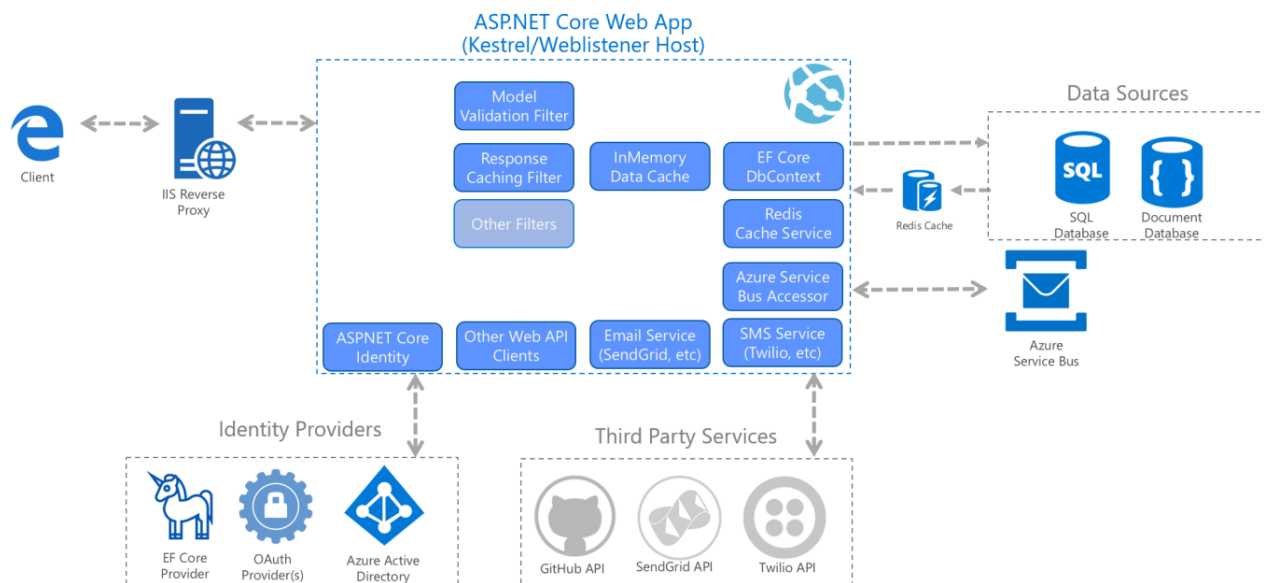 ASP.NET Core Web App
(Kestrel/Weblistener Host)
Model
Validation Filter
Response
Caching Filter
Other Filters
InMemory
Data Cache
EF Core
DbContext
Redis
Cache Service
Azure Service
Bus Accessor
ASP.NET Core
Identity
Other Web API
Clients
Email Service
(SendGrid, etc)
SMS Service
(Twilio, etc)
Client
IIS Reverse
Proxy
Redis Cache
Data Sources
SQL
SQL
Database
{ }
Document
Database
Azure
Service Bus
Identity Providers
EF Core
Provider
OAuth
Provider(s)
Azure Active
Directory
Third Party Services
GitHub API
SendGrid API
Twilio API